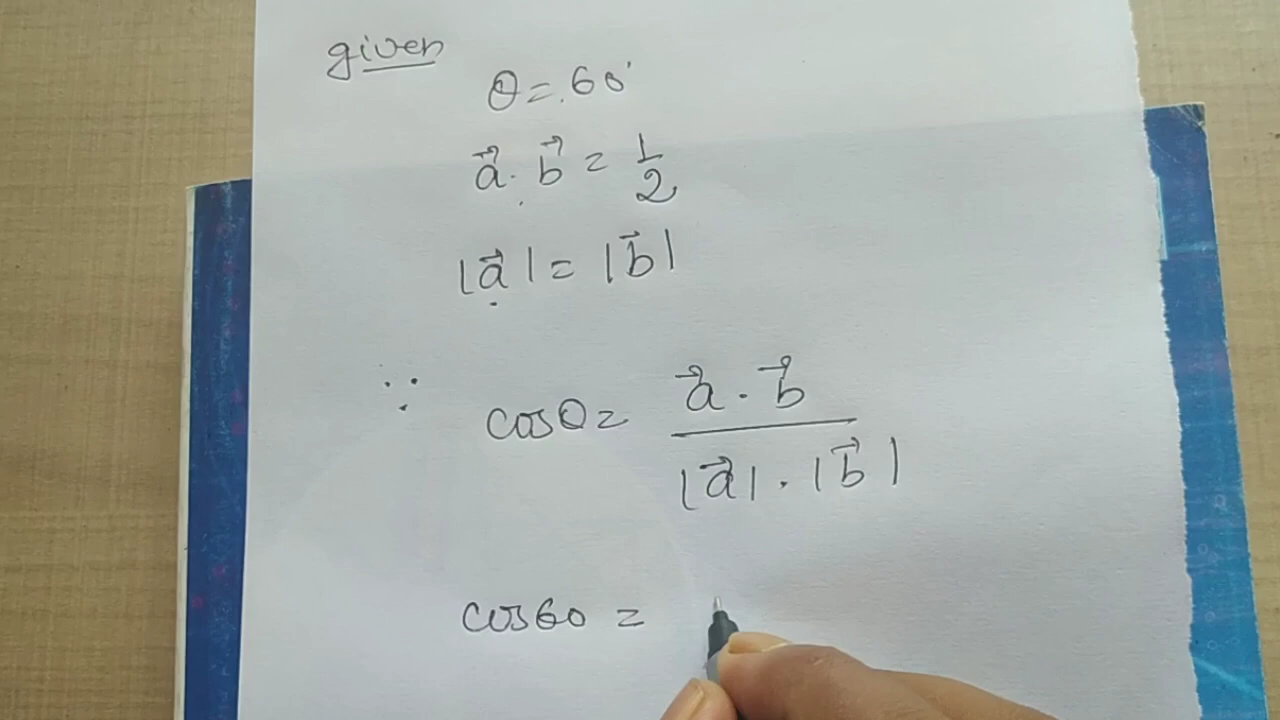 given
θ = 60°
a⃗ . b⃗ = 1/2
|a⃗| = |b⃗|
∵ cosθ = a⃗ . b⃗ / |a⃗| . |b⃗|
cos60 =